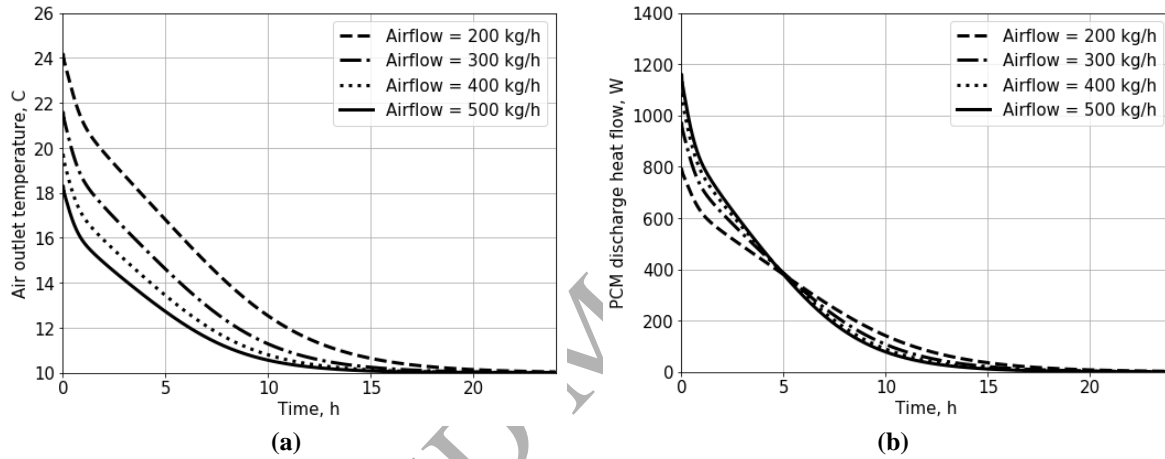 26
24
22
20
18
16
14
12
10
0
5
10
15
20
Air outlet temperature, C
Time, h
Airflow = 200 kg/h
Airflow = 300 kg/h
Airflow = 400 kg/h
Airflow = 500 kg/h
(a)
1400
1200
1000
800
600
400
200
0
0
5
10
15
20
PCM discharge heat flow, W
Time, h
Airflow = 200 kg/h
Airflow = 300 kg/h
Airflow = 400 kg/h
Airflow = 500 kg/h
(b)